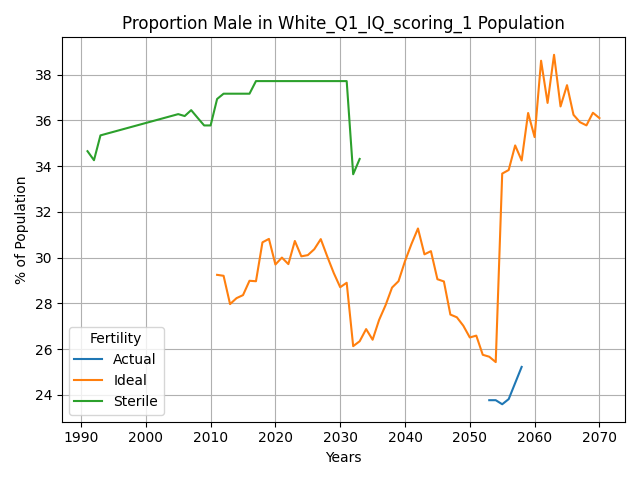 Proportion Male in White_Q1_IQ_scoring_1 Population
% of Population
38
36
34
32
30
28
26
24
Fertility
Actual
Ideal
Sterile
1990 2000 2010 2020 2030 2040 2050 2060 2070
Years